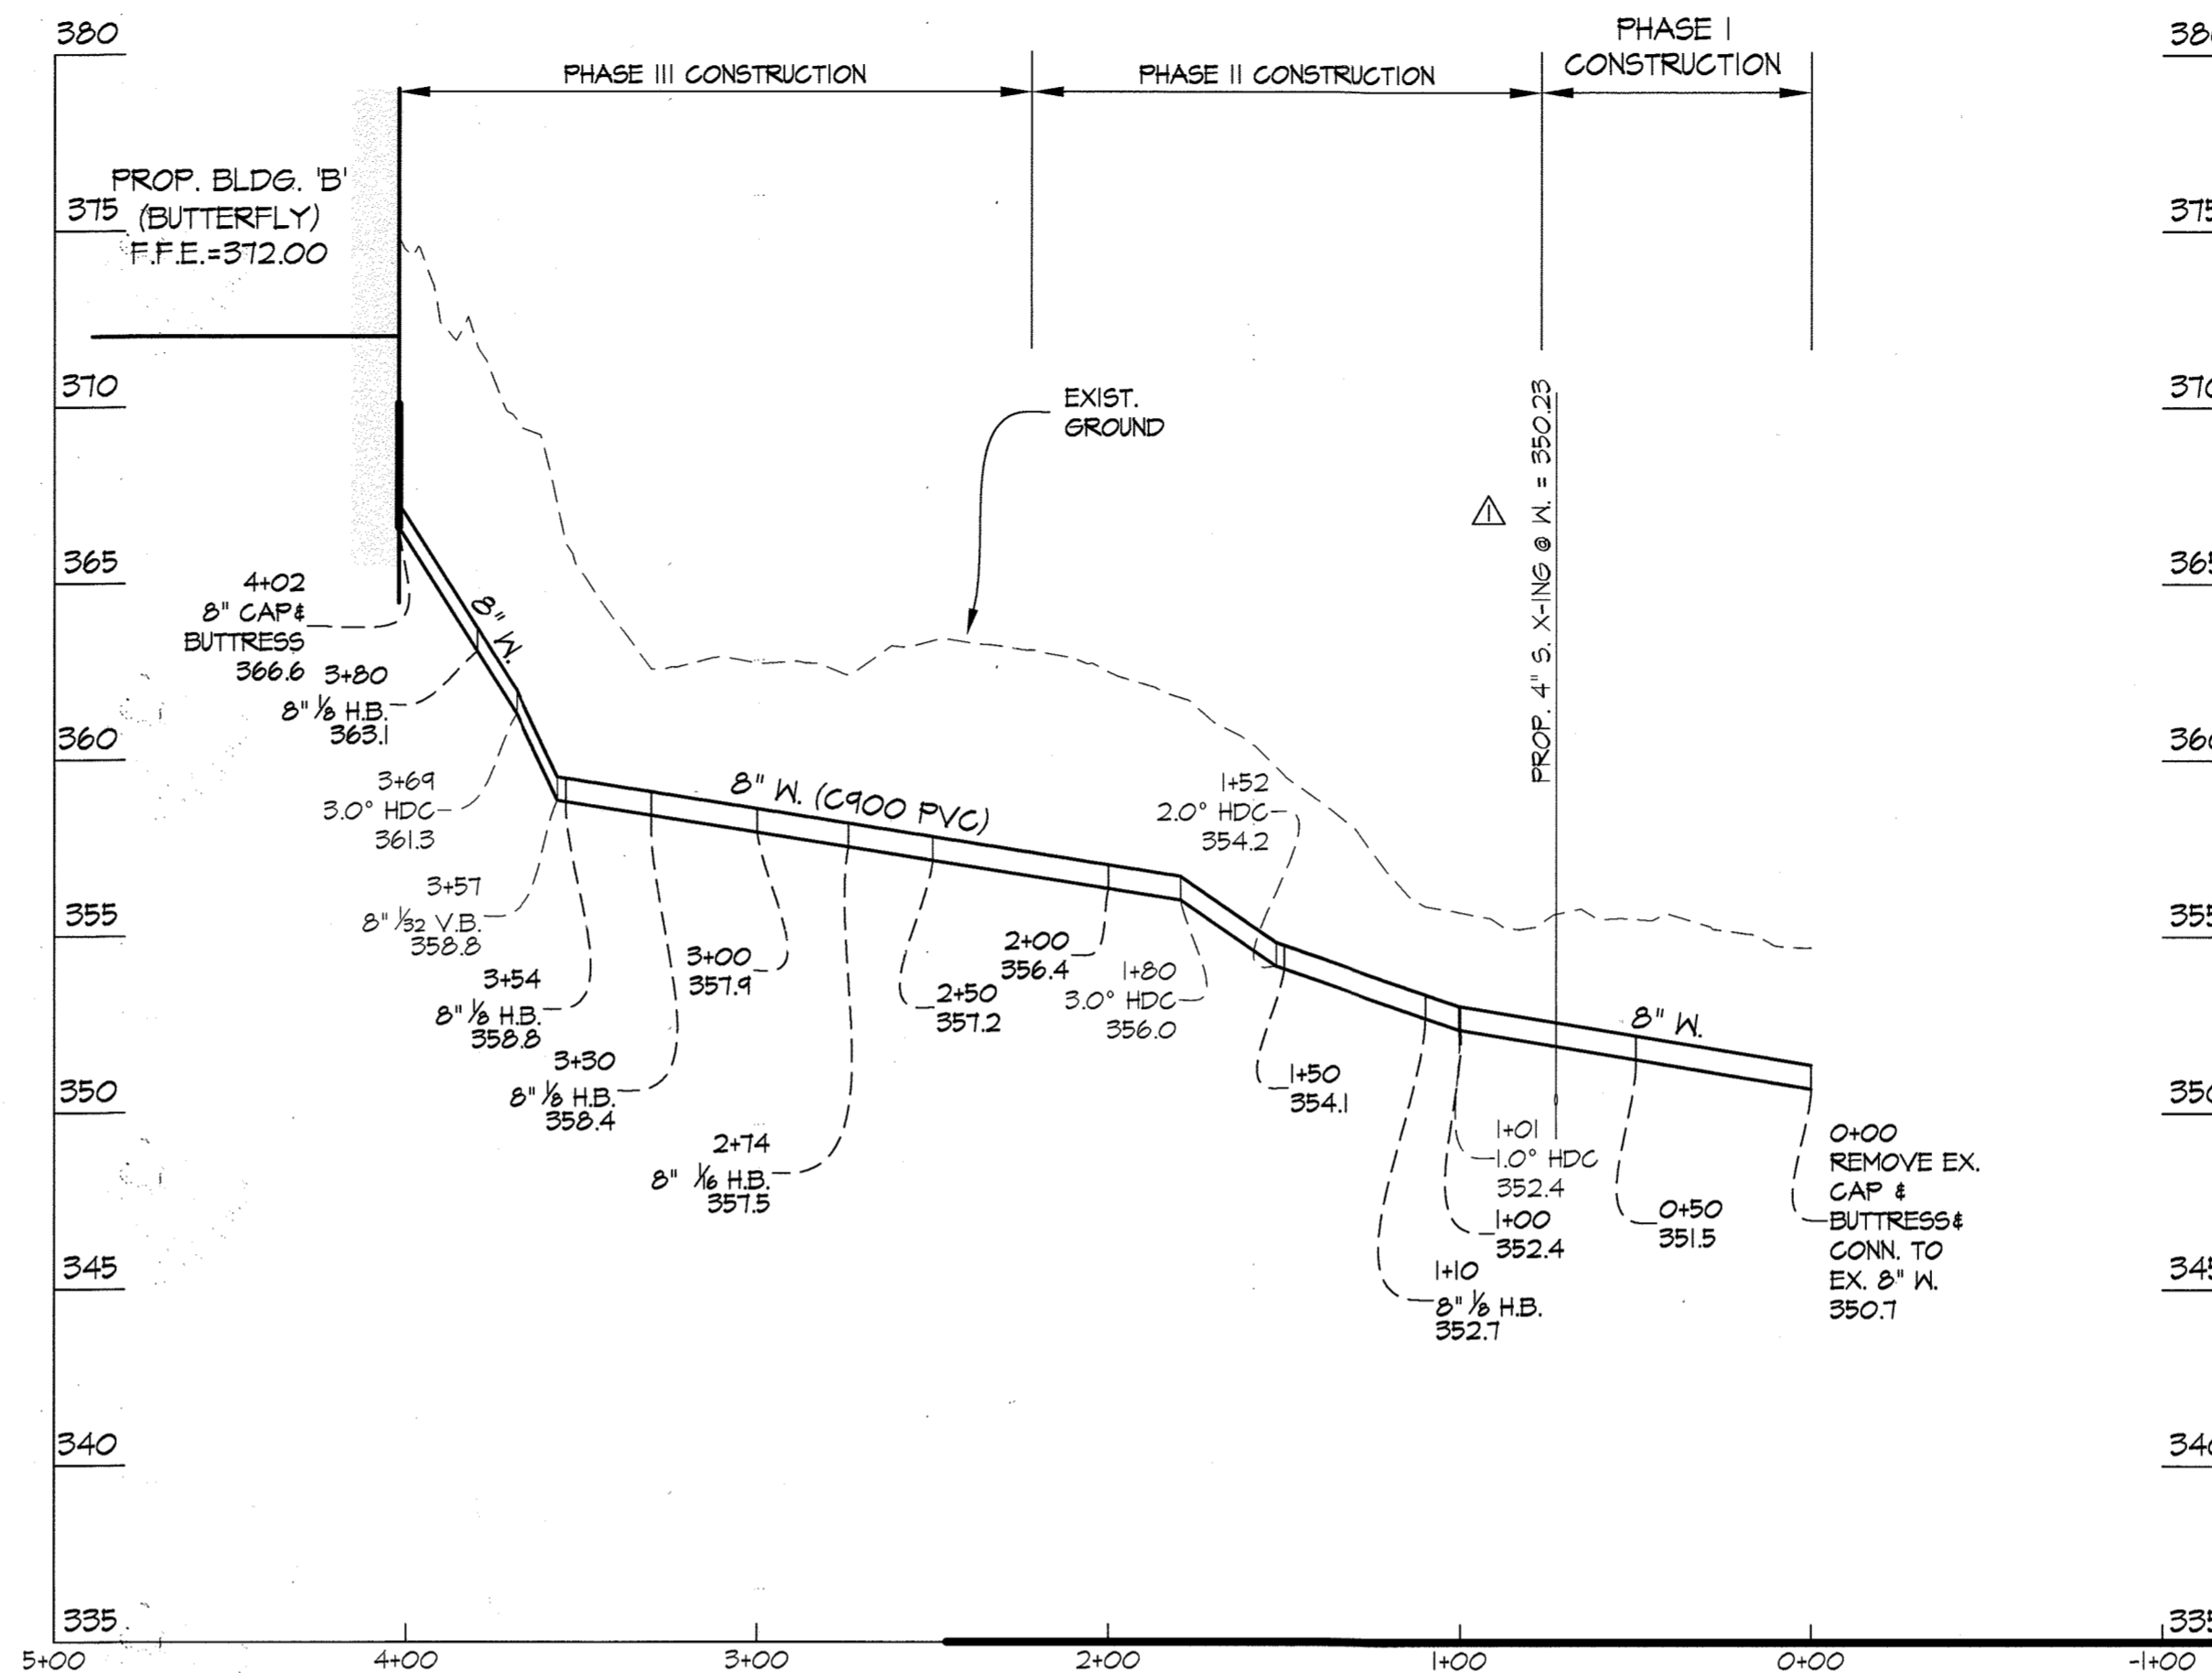 PHASE III CONSTRUCTION
PHASE II CONSTRUCTION
PHASE I
CONSTRUCTION
380
375
370
365
360
355
350
345
340
335
PROP. BLDG. 'B'
(BUTTERFLY)
F.F.E.=372.00
EXIST.
GROUND
PROP. 4" S. X-ING @ W. = 350.23
1
4+02
8" CAP &
BUTTRESS
366.6
3+80
8" 1/8 H.B.
363.1
8" W.
3+69
3.0° HDC
361.3
3+57
8" 1/32 V.B.
358.8
3+54
8" 1/8 H.B.
358.8
3+30
8" 1/8 H.B.
358.4
8" W. (C900 PVC)
3+00
357.9
2+74
8" 1/16 H.B.
357.5
2+50
357.2
2+00
356.4
1+80
3.0° HDC
356.0
1+52
2.0° HDC
354.2
1+50
354.1
1+10
8" 1/8 H.B.
352.7
1+01
1.0° HDC
352.4
1+00
352.4
8" W.
0+50
351.5
0+00
REMOVE EX.
CAP &
BUTTRESS &
CONN. TO
EX. 8" W.
350.7
5+00
4+00
3+00
2+00
1+00
0+00
-1+00